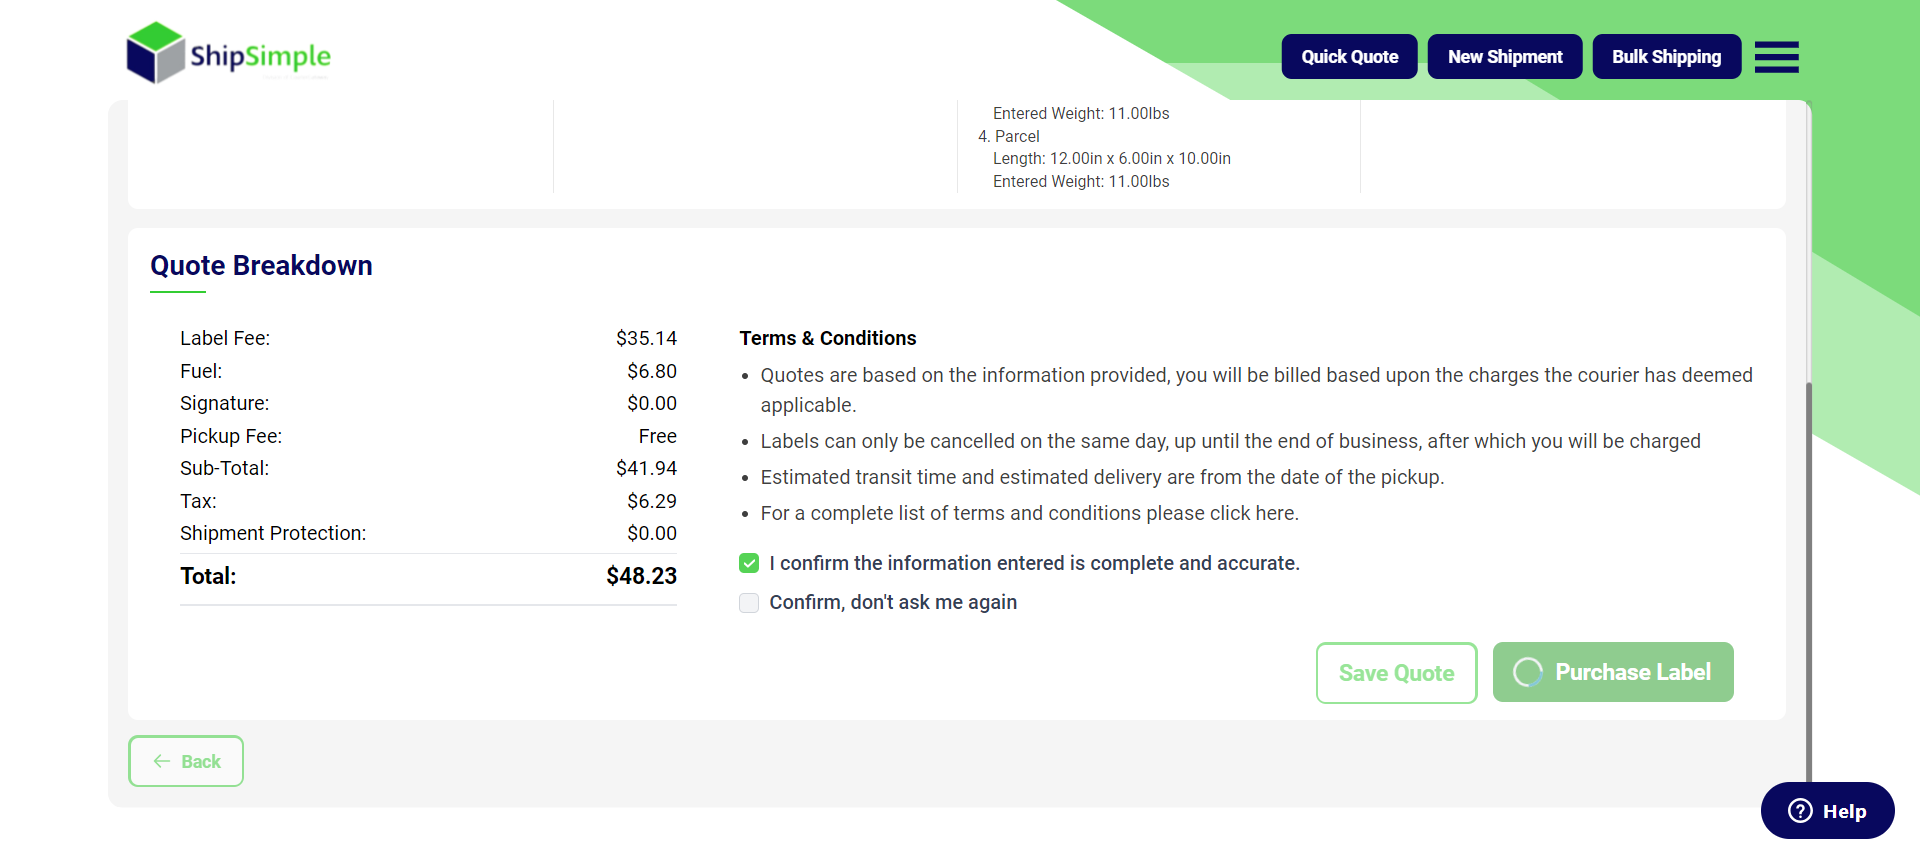 ShipSimple
Quick Quote
New Shipment
Bulk Shipping
Entered Weight: 11.00lbs
4. Parcel
Length: 12.00in x 6.00in x 10.00in
Entered Weight: 11.00lbs
Quote Breakdown
Label Fee: $35.14
Fuel: $6.80
Signature: $0.00
Pickup Fee: Free
Sub-Total: $41.94
Tax: $6.29
Shipment Protection: $0.00
Total: $48.23
Terms & Conditions
• Quotes are based on the information provided, you will be billed based upon the charges the courier has deemed
applicable.
• Labels can only be cancelled on the same day, up until the end of business, after which you will be charged
• Estimated transit time and estimated delivery are from the date of the pickup.
• For a complete list of terms and conditions please click here.
I confirm the information entered is complete and accurate.
Confirm, don't ask me again
Save Quote
Purchase Label
Back
Help